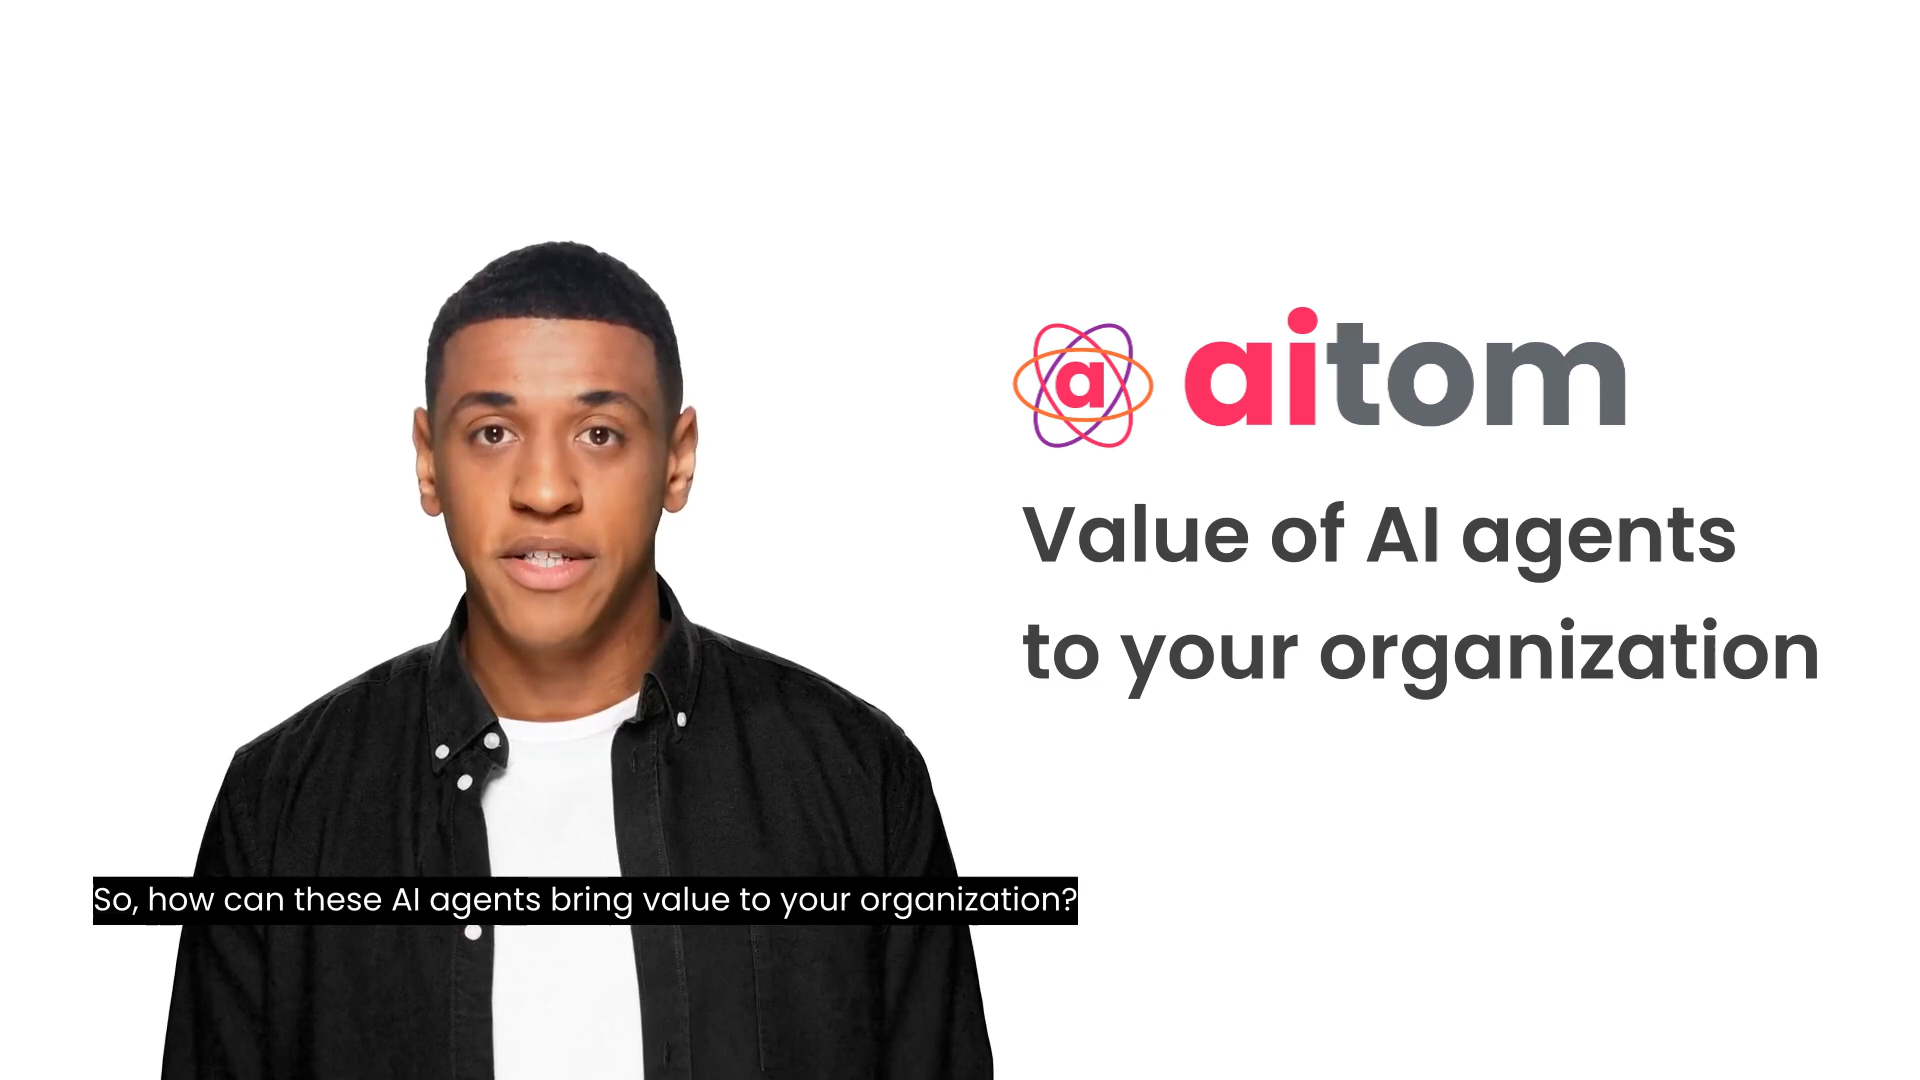 a aitom
Value of AI agents
to your organization
So, how can these AI agents bring value to your organization?